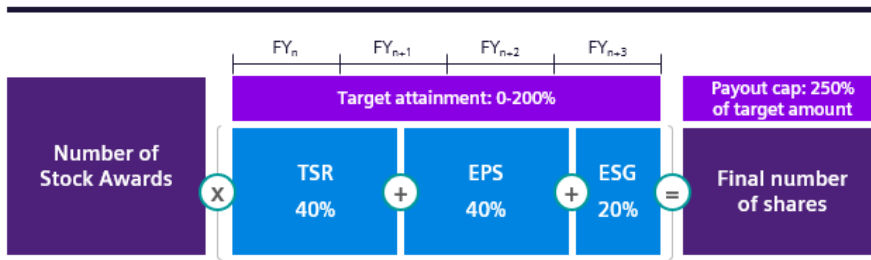 FYn FYn+1 FYn+2 FYn+3
Target attainment: 0-200%
Payout cap: 250%
of target amount
Number of
Stock Awards
x
TSR
40%
+
EPS
40%
+
ESG
20%
=
Final number
of shares